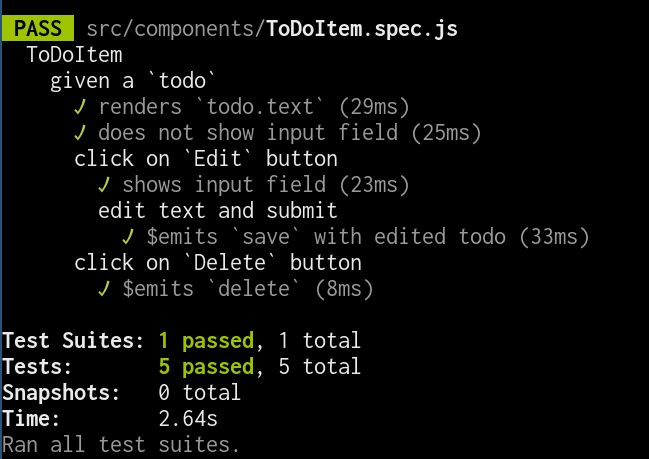 PASS src/components/ToDoItem.spec.js
ToDoItem
given a `todo`
✓ renders `todo.text` (29ms)
✓ does not show input field (25ms)
click on `Edit` button
✓ shows input field (23ms)
edit text and submit
✓ $emits `save` with edited todo (33ms)
click on `Delete` button
✓ $emits `delete` (8ms)
Test Suites: 1 passed, 1 total
Tests: 5 passed, 5 total
Snapshots: 0 total
Time: 2.64s
Ran all test suites.